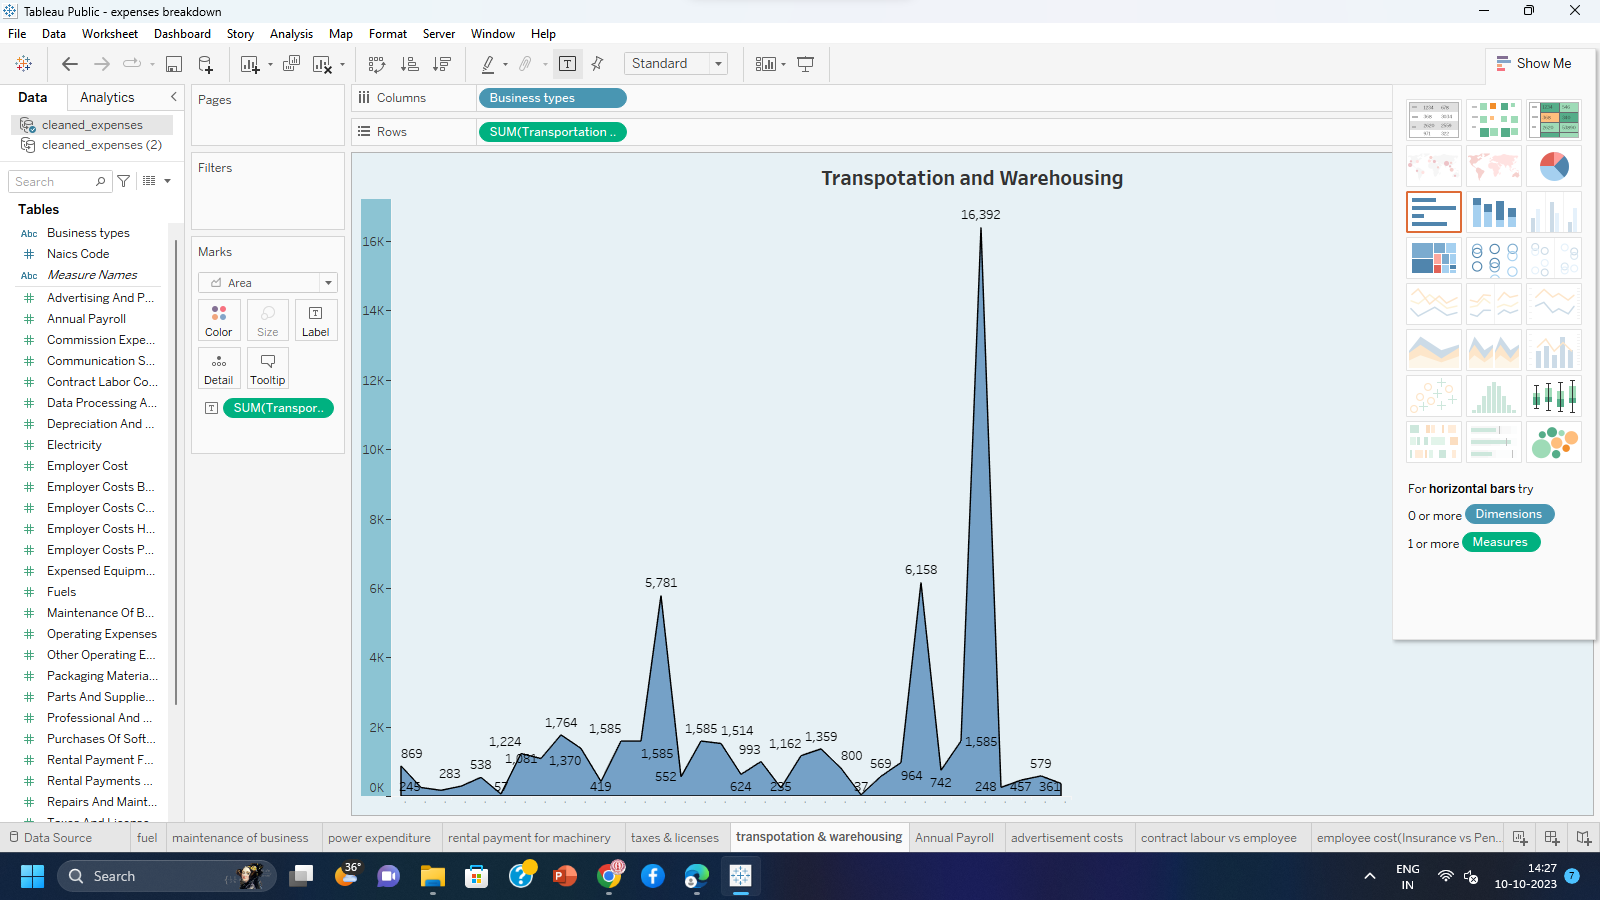 Tableau Public - expenses breakdown
File Data Worksheet Dashboard Story Analysis Map Format Server Window Help
Standard
Show Me
Data Analytics
cleaned_expenses
cleaned_expenses (2)
Search
Tables
Abc Business types
# Naics Code
Abc Measure Names
# Advertising And P...
# Annual Payroll
# Commission Expe...
# Communication S...
# Contract Labor Co...
# Data Processing A...
# Depreciation And ...
# Electricity
# Employer Cost
# Employer Costs B...
# Employer Costs C...
# Employer Costs H...
# Employer Costs P...
# Expensed Equipm...
# Fuels
# Maintenance Of B...
# Operating Expenses
# Other Operating E...
# Packaging Materia...
# Parts And Supplie...
# Professional And ...
# Purchases Of Soft...
# Rental Payment F...
# Rental Payments ...
# Repairs And Maint...
Pages
Filters
Marks
Area
Color Size Label
Detail Tooltip
SUM(Transpor..
Columns Business types
Rows SUM(Transportation ..
Transpotation and Warehousing
16K
14K
12K
10K
8K
6K
4K
2K
0K
16,392
6,158
5,781
1,764
1,585
1,585
1,514
1,224
1,359
993
1,162
869
283
538
1,081
1,370
1,585
800
569
1,585
579
552
964
742
245
57
419
624
235
37
248
457
361
For horizontal bars try
0 or more Dimensions
1 or more Measures
Data Source fuel maintenance of business power expenditure rental payment for machinery taxes & licenses transpotation & warehousing Annual Payroll advertisement costs contract labour vs employee employee cost(Insurance vs Pen...
Search
36°
ENG
IN
14:27
10-10-2023
7